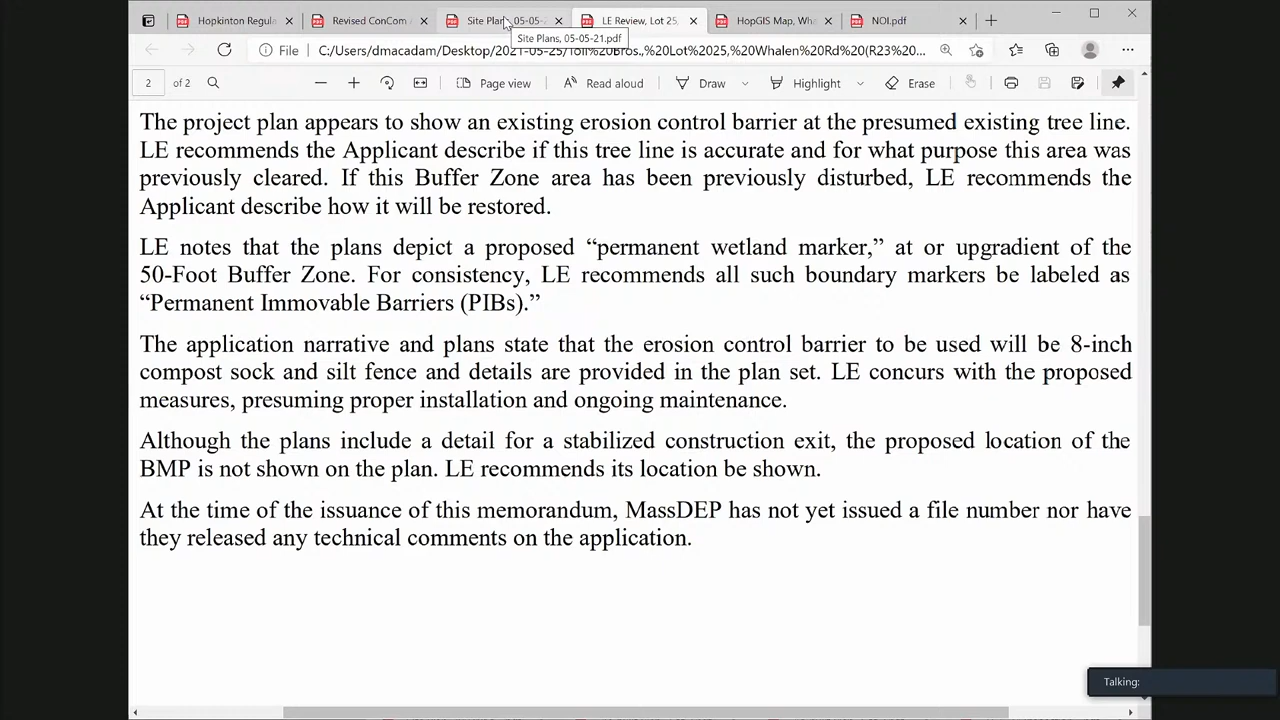 Hopkinton Regula
Revised ConCom
Site Plans, 05-05-2
LE Review, Lot 25,
HopGIS Map, Wh
NOI.pdf
Site Plans, 05-05-21.pdf
File
C:/Users/dmacadam/Desktop/2021-05-25/Toll%20Bros.,%20Lot%2025,%20Whalen%20Rd%20(R23%20...
2 of 2
Page view
Read aloud
Draw
Highlight
Erase
The project plan appears to show an existing erosion control barrier at the presumed existing tree line.
LE recommends the Applicant describe if this tree line is accurate and for what purpose this area was
previously cleared. If this Buffer Zone area has been previously disturbed, LE recommends the
Applicant describe how it will be restored.
LE notes that the plans depict a proposed “permanent wetland marker,” at or upgradient of the
50-Foot Buffer Zone. For consistency, LE recommends all such boundary markers be labeled as
“Permanent Immovable Barriers (PIBs).”
The application narrative and plans state that the erosion control barrier to be used will be 8-inch
compost sock and silt fence and details are provided in the plan set. LE concurs with the proposed
measures, presuming proper installation and ongoing maintenance.
Although the plans include a detail for a stabilized construction exit, the proposed location of the
BMP is not shown on the plan. LE recommends its location be shown.
At the time of the issuance of this memorandum, MassDEP has not yet issued a file number nor have
they released any technical comments on the application.
Talking: